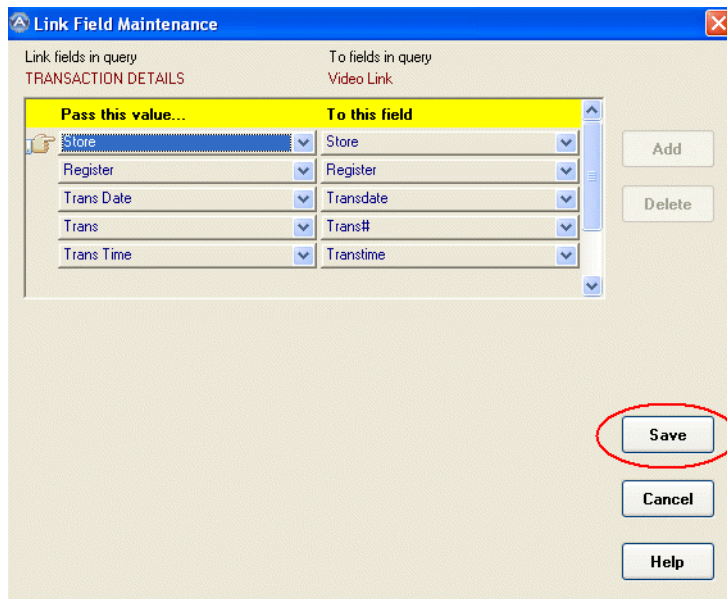 Link Field Maintenance
Link fields in query To fields in query
TRANSACTION DETAILS Video Link
Pass this value... To this field
Store Store
Register Register
Trans Date Transdate
Trans Trans#
Trans Time Transtime
Add
Delete
Save
Cancel
Help